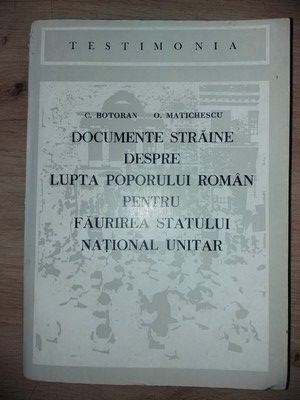 TESTIMONIA
C. BOTORAN O. MATICHESCU
DOCUMENTE STRĂINE
DESPRE
LUPTA POPORULUI ROMÂN
PENTRU
FĂURIREA STATULUI
NAȚIONAL UNITAR